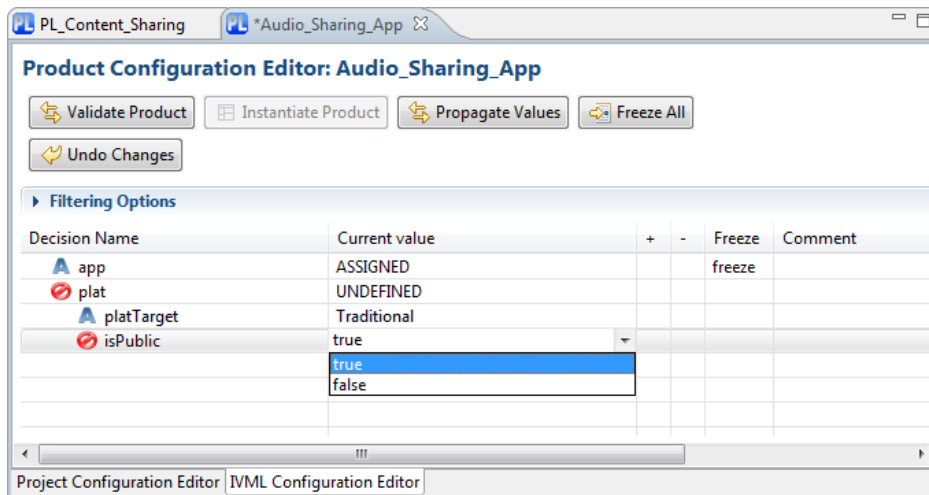 PL PL_Content_Sharing PL *Audio_Sharing_App
Product Configuration Editor: Audio_Sharing_App
Validate Product Instantiate Product Propagate Values Freeze All
Undo Changes
Filtering Options
Decision Name Current value + - Freeze Comment
A app ASSIGNED freeze
plat UNDEFINED
A platTarget Traditional
isPublic true
true
false
Project Configuration Editor IVML Configuration Editor